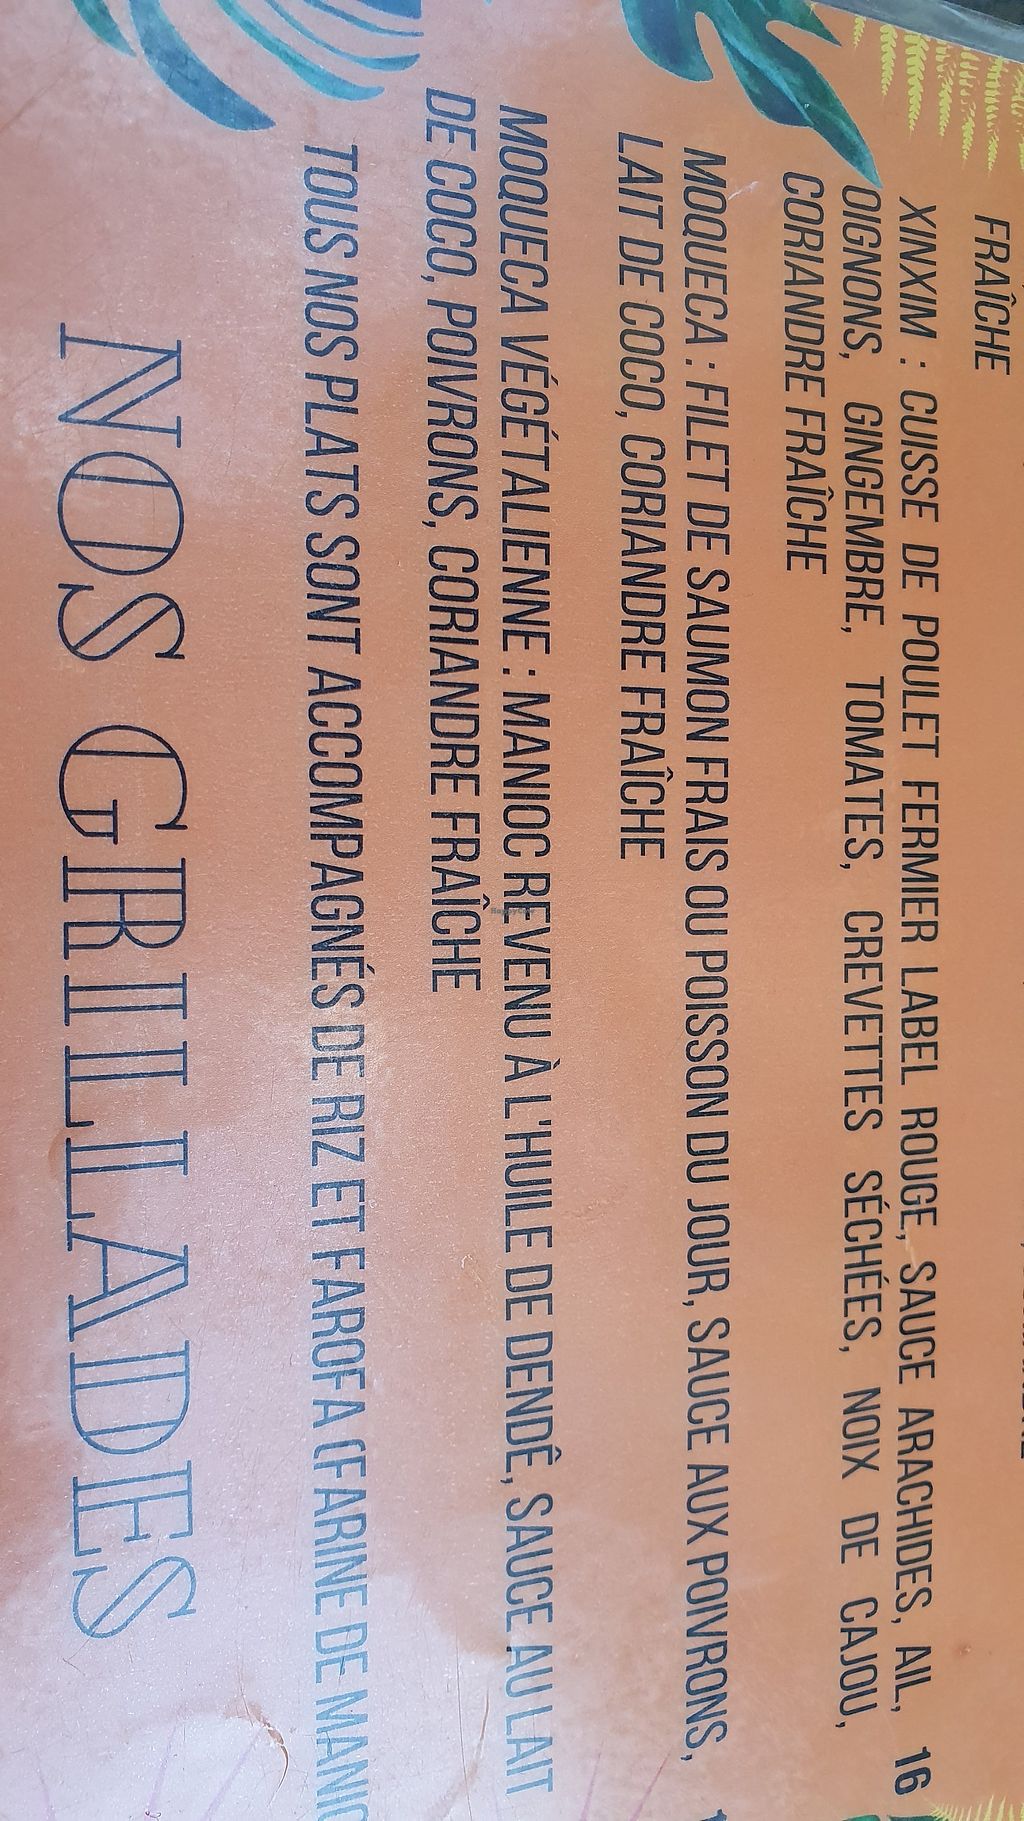 FRAÎCHE
XINXIM : CUISSE DE POULET FERMIER LABEL ROUGE, SAUCE ARACHIDES, AIL, 16
OIGNONS, GINGEMBRE, TOMATES, CREVETTES SÉCHÉES, NOIX DE CAJOU,
CORIANDRE FRAÎCHE
MOQUECA : FILET DE SAUMON FRAIS OU POISSON DU JOUR, SAUCE AUX POIVRONS,
LAIT DE COCO, CORIANDRE FRAÎCHE
MOQUECA VÉGÉTALIENNE : MANIOC REVENU À L'HUILE DE DENDÊ, SAUCE AU LAIT
DE COCO, POIVRONS, CORIANDRE FRAÎCHE
TOUS NOS PLATS SONT ACCOMPAGNÉS DE RIZ ET FAROFA (FARINE DE MANIOC
NOS GRILLADES